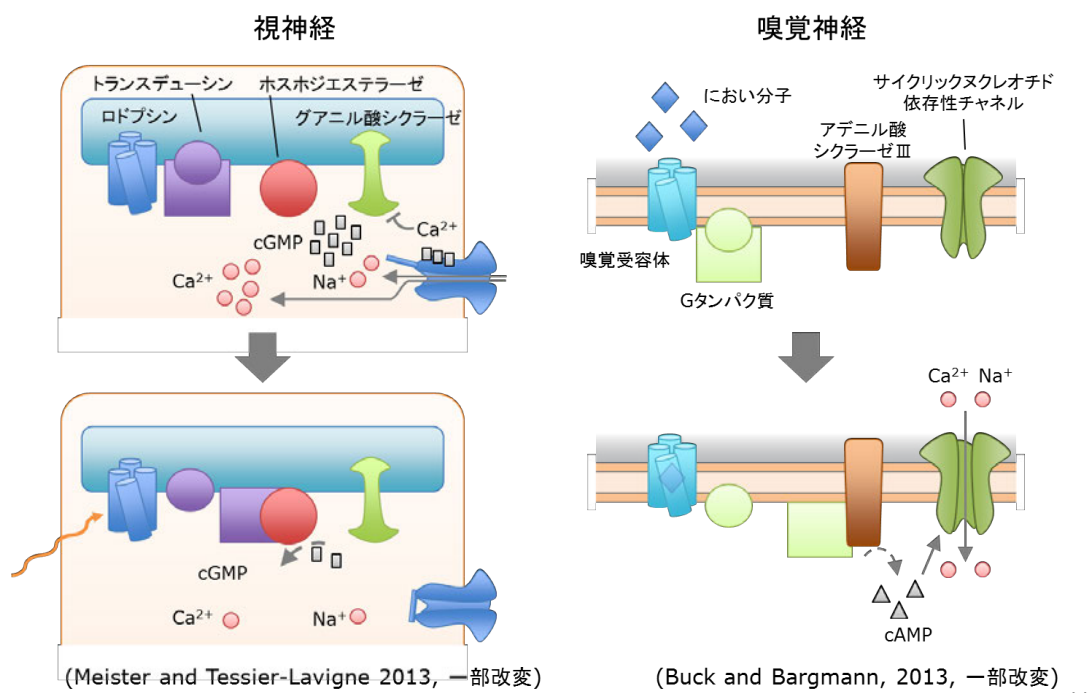 視神経
トランスデューシン
ホスホジエステラーゼ
ロドプシン
グアニル酸シクラーゼ
cGMP
Ca²⁺
Ca²⁺
Na⁺
cGMP
Ca²⁺
Na⁺
(Meister and Tessier-Lavigne 2013, 一部改変)
嗅覚神経
におい分子
サイクリックヌクレオチド
依存性チャネル
アデニル酸
シクラーゼⅢ
嗅覚受容体
Gタンパク質
Ca²⁺ Na⁺
cAMP
(Buck and Bargmann, 2013, 一部改変)